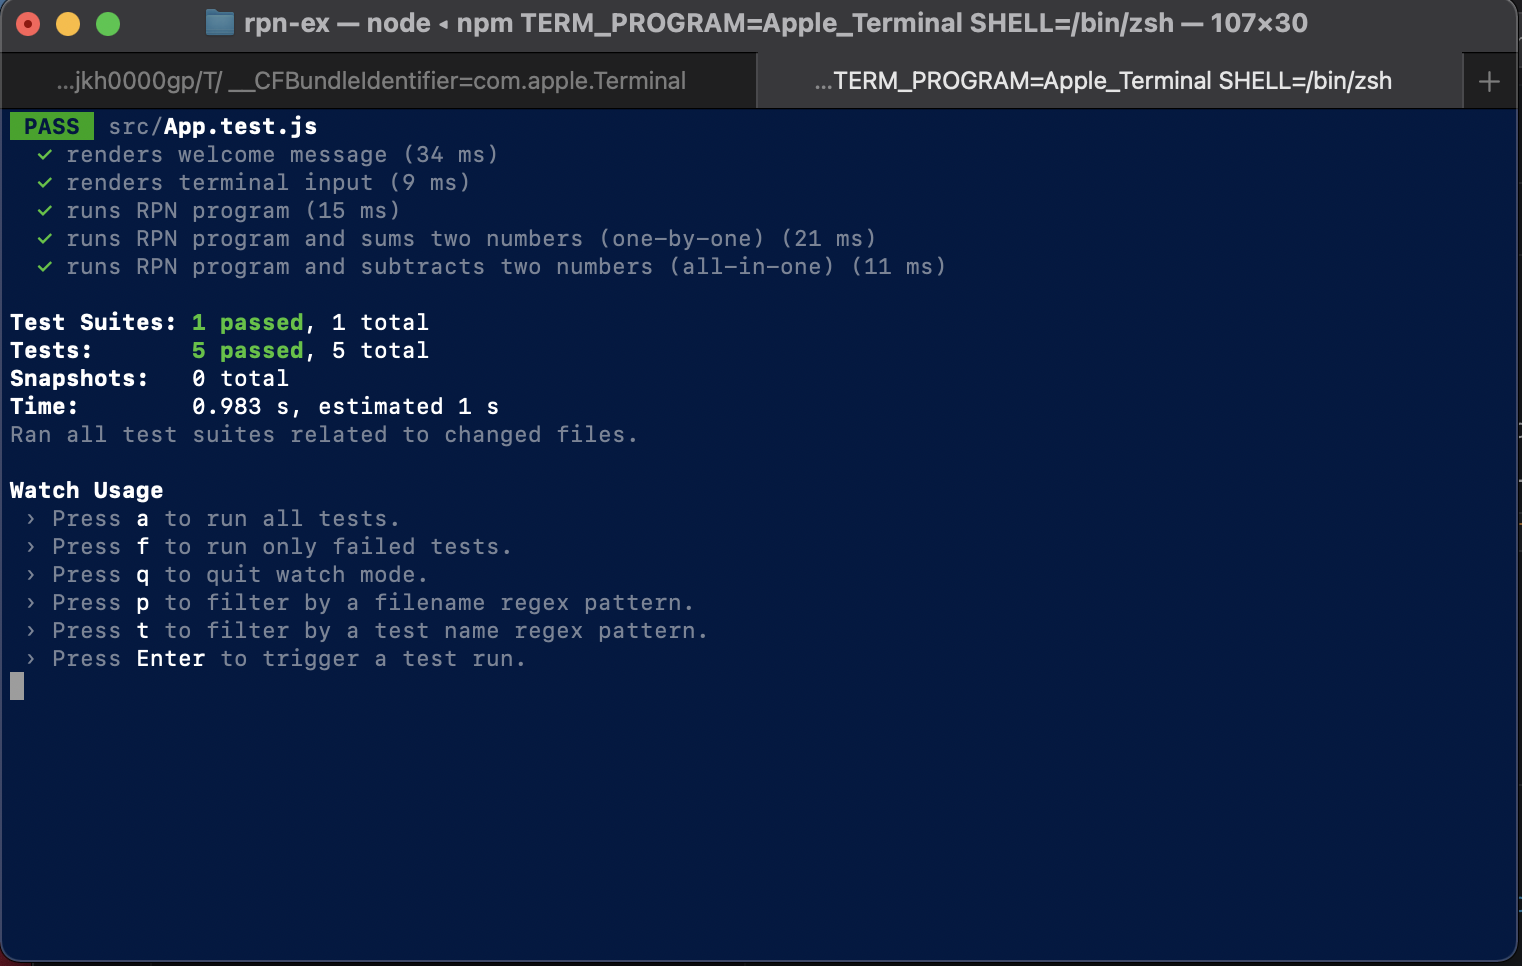 rpn-ex — node ◂ npm TERM_PROGRAM=Apple_Terminal SHELL=/bin/zsh — 107×30
...jkh0000gp/T/ __CFBundleIdentifier=com.apple.Terminal
...TERM_PROGRAM=Apple_Terminal SHELL=/bin/zsh
+
PASS src/App.test.js
✓ renders welcome message (34 ms)
✓ renders terminal input (9 ms)
✓ runs RPN program (15 ms)
✓ runs RPN program and sums two numbers (one-by-one) (21 ms)
✓ runs RPN program and subtracts two numbers (all-in-one) (11 ms)
Test Suites: 1 passed, 1 total
Tests: 5 passed, 5 total
Snapshots: 0 total
Time: 0.983 s, estimated 1 s
Ran all test suites related to changed files.
Watch Usage
› Press a to run all tests.
› Press f to run only failed tests.
› Press q to quit watch mode.
› Press p to filter by a filename regex pattern.
› Press t to filter by a test name regex pattern.
› Press Enter to trigger a test run.